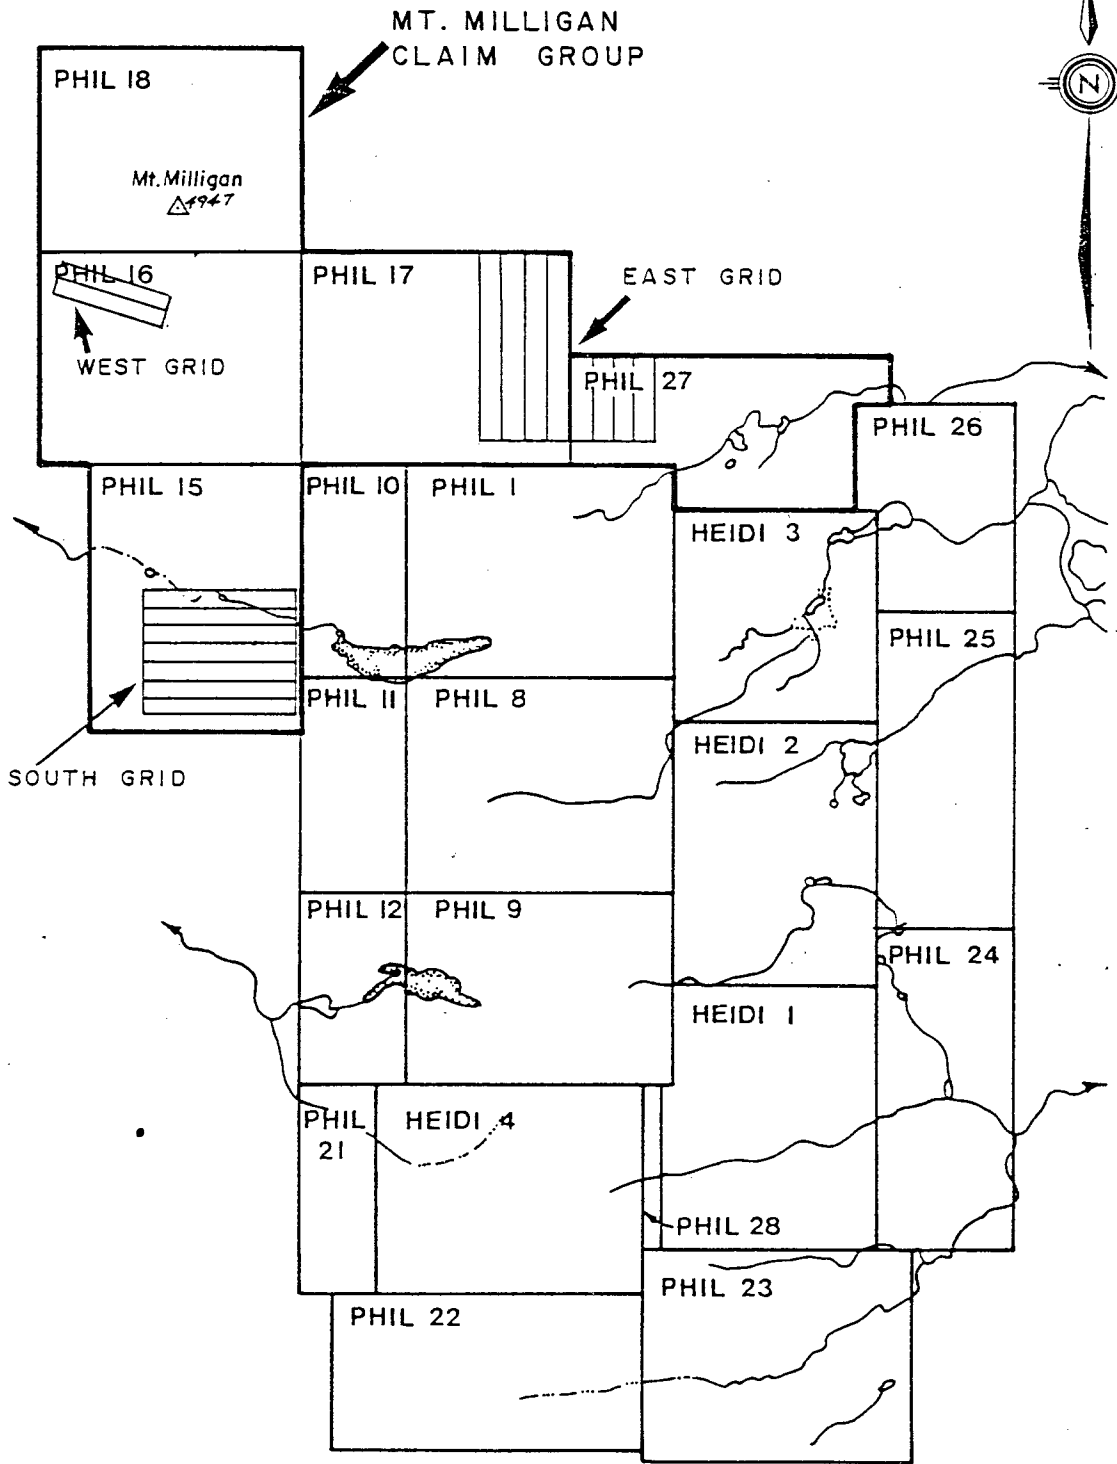 MT. MILLIGAN
CLAIM GROUP
N
PHIL 18
Mt. Milligan
4947
PHIL 16
PHIL 17
EAST GRID
WEST GRID
PHIL 27
PHIL 26
PHIL 15
PHIL 10
PHIL 1
HEIDI 3
PHIL 25
PHIL 11
PHIL 8
HEIDI 2
SOUTH GRID
PHIL 12
PHIL 9
PHIL 24
HEIDI 1
PHIL
21
HEIDI 4
PHIL 28
PHIL 23
PHIL 22